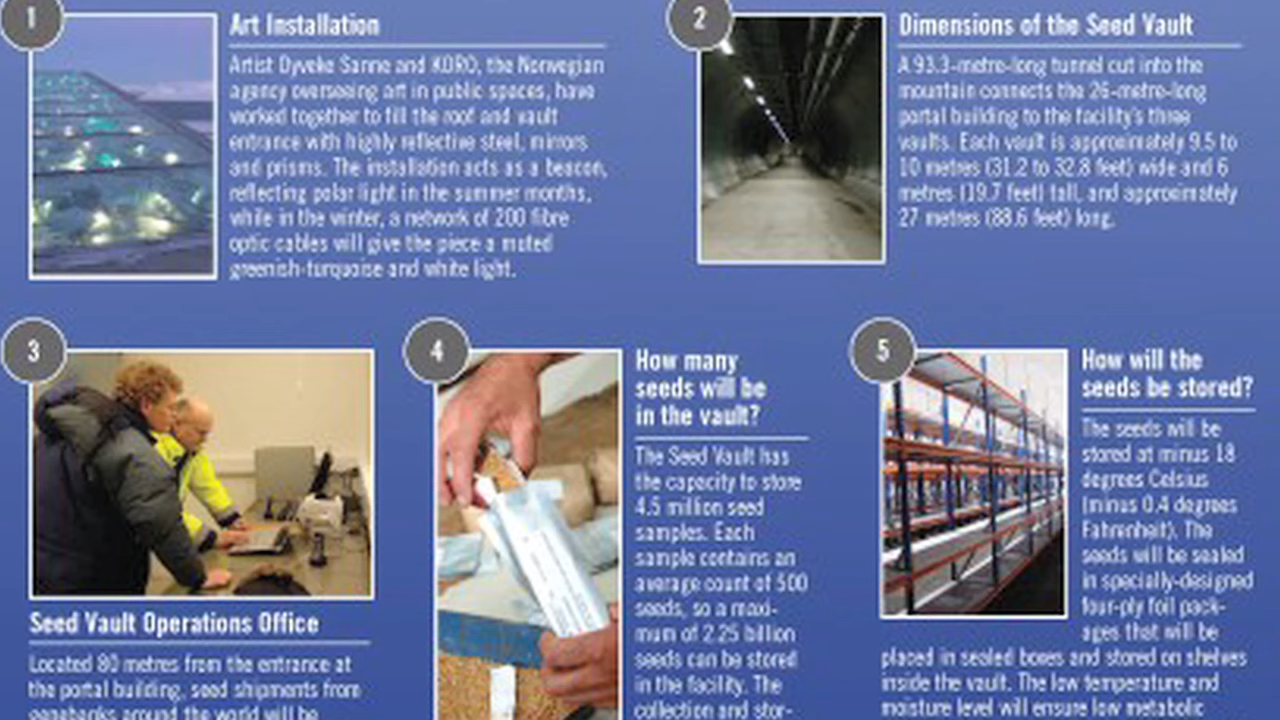 1
Art Installation
Artist Dyveke Sanne and KORO, the Norwegian
agency overseeing art in public spaces, have
worked together to fill the roof and vault
entrance with highly reflective steel, mirrors
and prisms. The installation acts as a beacon,
reflecting polar light in the summer months,
while in the winter, a network of 200 fibre
optic cables will give the piece a muted
greenish-turquoise and white light.
2
Dimensions of the Seed Vault
A 93.3-metre-long tunnel cut into the
mountain connects the 26-metre-long
portal building to the facility's three
vaults. Each vault is approximately 9.5 to
10 metres (31.2 to 32.8 feet) wide and 6
metres (19.7 feet) tall, and approximately
27 metres (88.6 feet) long.
3
Seed Vault Operations Office
Located 80 metres from the entrance at
the portal building, seed shipments from
genebanks around the world will be
4
How many
seeds will be
in the vault?
The Seed Vault has
the capacity to store
4.5 million seed
samples. Each
sample contains an
average count of 500
seeds, so a maxi-
mum of 2.25 billion
seeds can be stored
in the facility. The
collection and stor-
5
How will the
seeds be stored?
The seeds will be
stored at minus 18
degrees Celsius
(minus 0.4 degrees
Fahrenheit). The
seeds will be sealed
in specially-designed
four-ply foil pack-
ages that will be
placed in sealed boxes and stored on shelves
inside the vault. The low temperature and
moisture level will ensure low metabolic